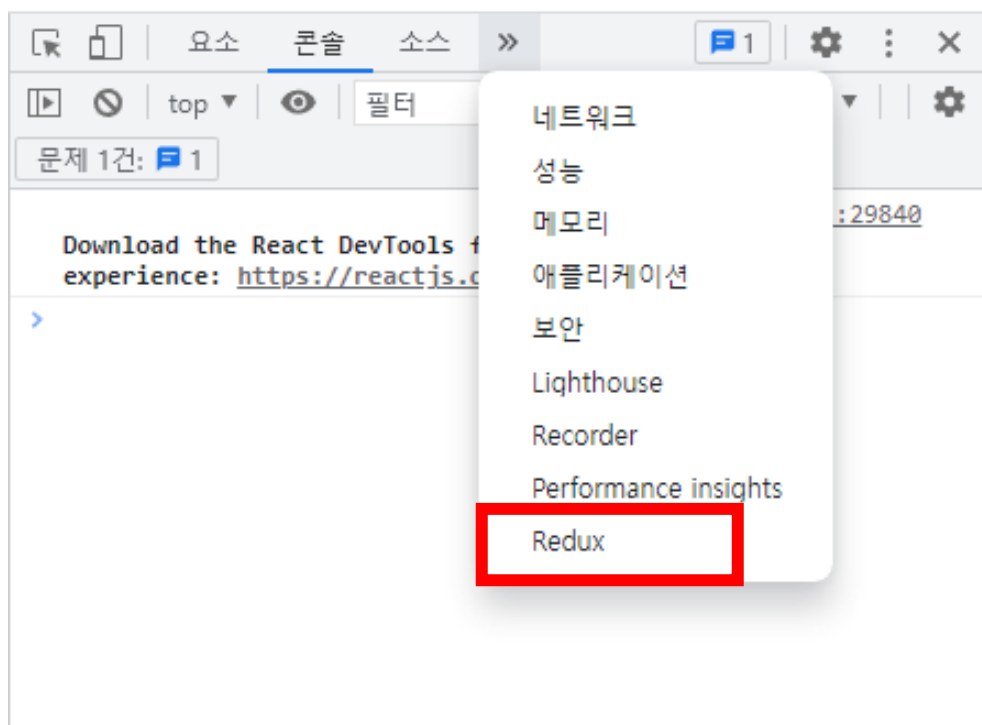 요소 콘솔 소스 » 1
top 필터
문제 1건: 1
:29840
Download the React DevTools
experience: https://reactjs.
>
네트워크
성능
메모리
애플리케이션
보안
Lighthouse
Recorder
Performance insights
Redux